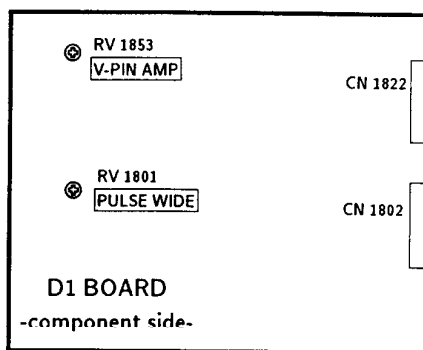 RV 1853
V-PIN AMP
CN 1822
RV 1801
PULSE WIDE
CN 1802
D1 BOARD
-component side-